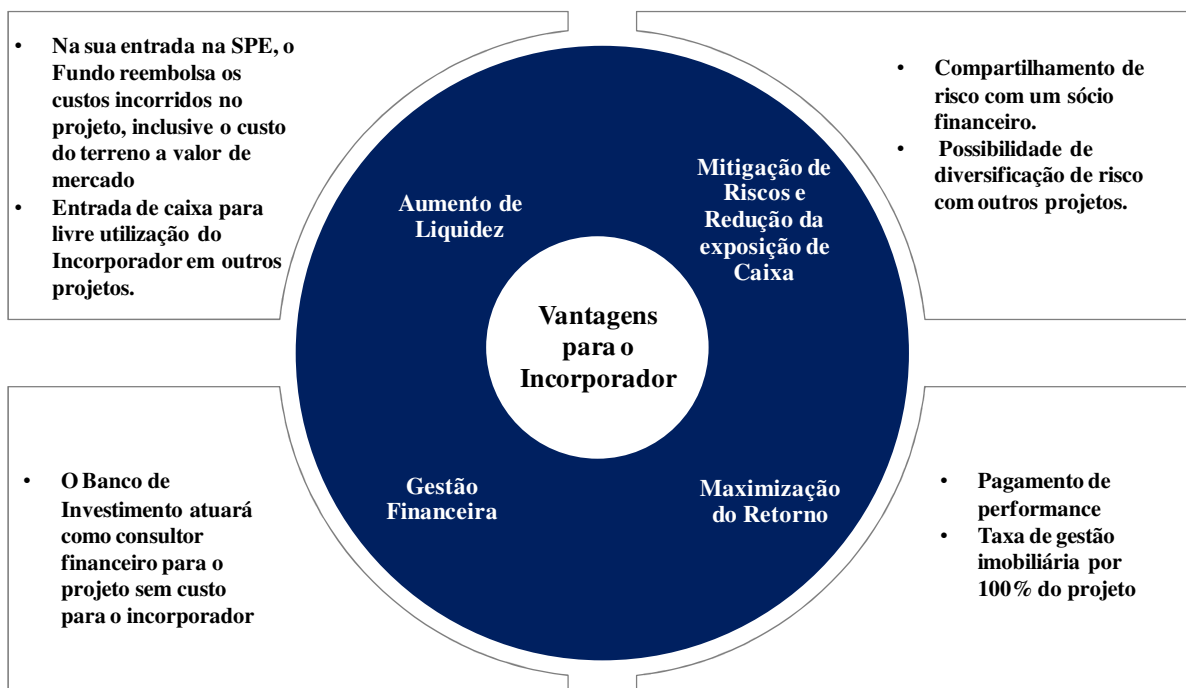 • Na sua entrada na SPE, o
Fundo reembolsa os
custos incorridos no
projeto, inclusive o custo
do terreno a valor de
mercado
• Entrada de caixa para
livre utilização do
Incorporador em outros
projetos.
• Compartilhamento de
risco com um sócio
financeiro.
• Possibilidade de
diversificação de risco
com outros projetos.
Aumento de
Liquidez
Mitigação de
Riscos e
Redução da
exposição de
Caixa
Vantagens
para o
Incorporador
Gestão
Financeira
Maximização
do Retorno
• O Banco de
Investimento atuará
como consultor
financeiro para o
projeto sem custo
para o incorporador
• Pagamento de
performance
• Taxa de gestão
imobiliária por
100% do projeto